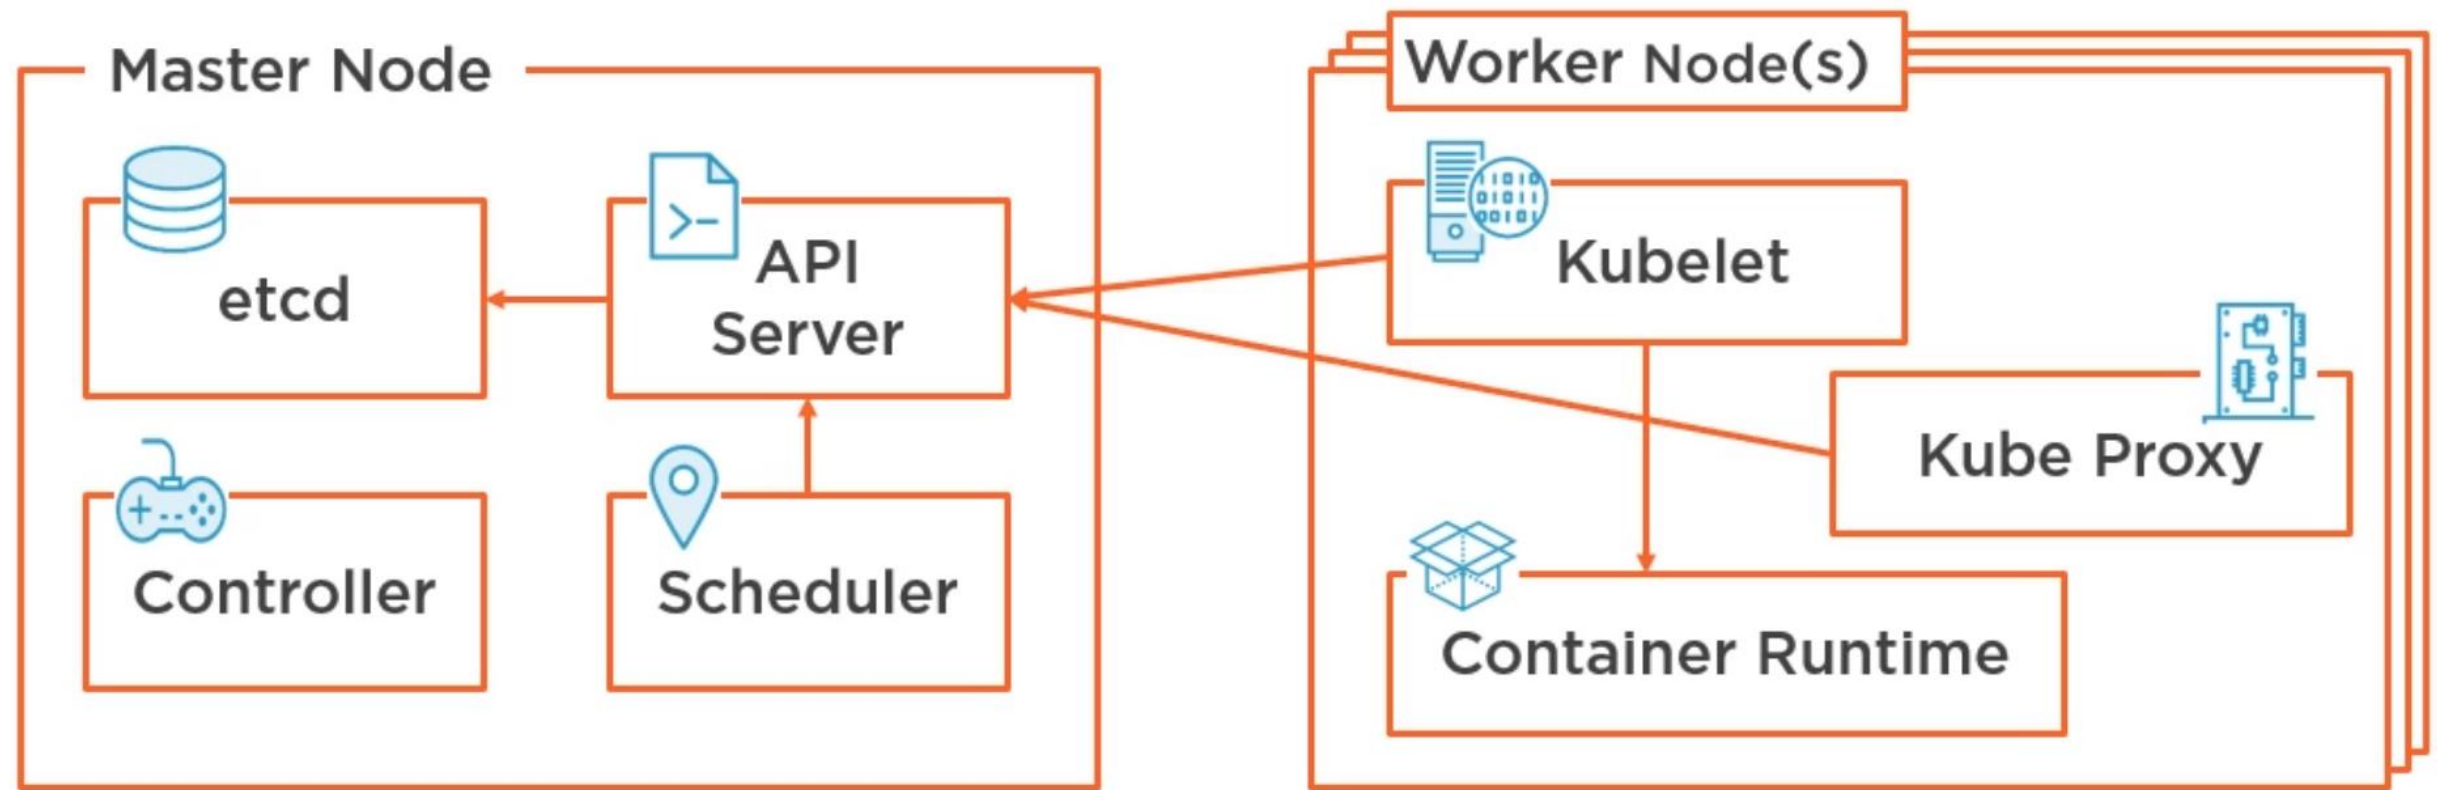 Master Node
etcd
API
Server
Controller
Scheduler
Worker Node(s)
Kubelet
Kube Proxy
Container Runtime